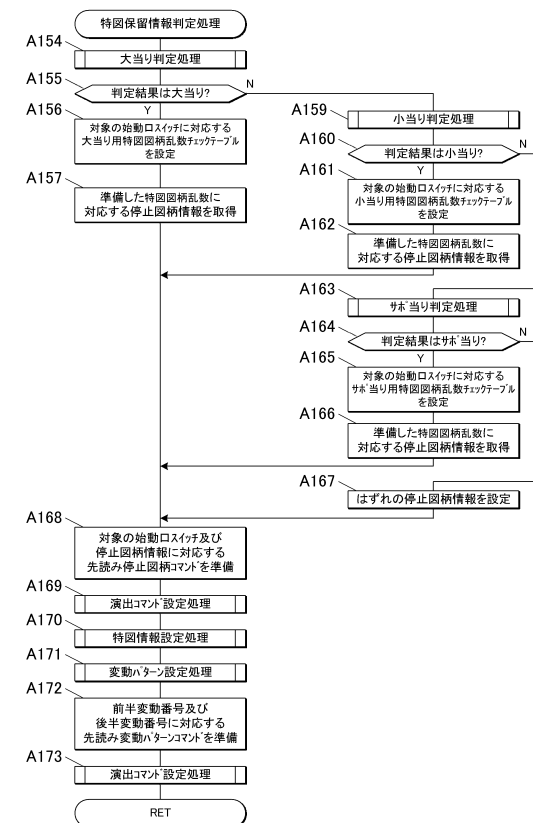 特図保留情報判定処理
A154
大当り判定処理
A155
判定結果は大当り?
N
Y
A156
対象の始動口スイッチに対応する
大当り用特図図柄乱数チェックテーブル
を設定
A157
準備した特図図柄乱数に
対応する停止図柄情報を取得
A159
小当り判定処理
A160
判定結果は小当り?
N
Y
A161
対象の始動口スイッチに対応する
小当り用特図図柄乱数チェックテーブル
を設定
A162
準備した特図図柄乱数に
対応する停止図柄情報を取得
A163
サポ当り判定処理
A164
判定結果はサポ当り?
N
Y
A165
対象の始動口スイッチに対応する
サポ当り用特図図柄乱数チェックテーブル
を設定
A166
準備した特図図柄乱数に
対応する停止図柄情報を取得
A167
はずれの停止図柄情報を設定
A168
対象の始動口スイッチ及び
停止図柄情報に対応する
先読み停止図柄コマンドを準備
A169
演出コマンド設定処理
A170
特図情報設定処理
A171
変動パターン設定処理
A172
前半変動番号及び
後半変動番号に対応する
先読み変動パターンコマンドを準備
A173
演出コマンド設定処理
RET